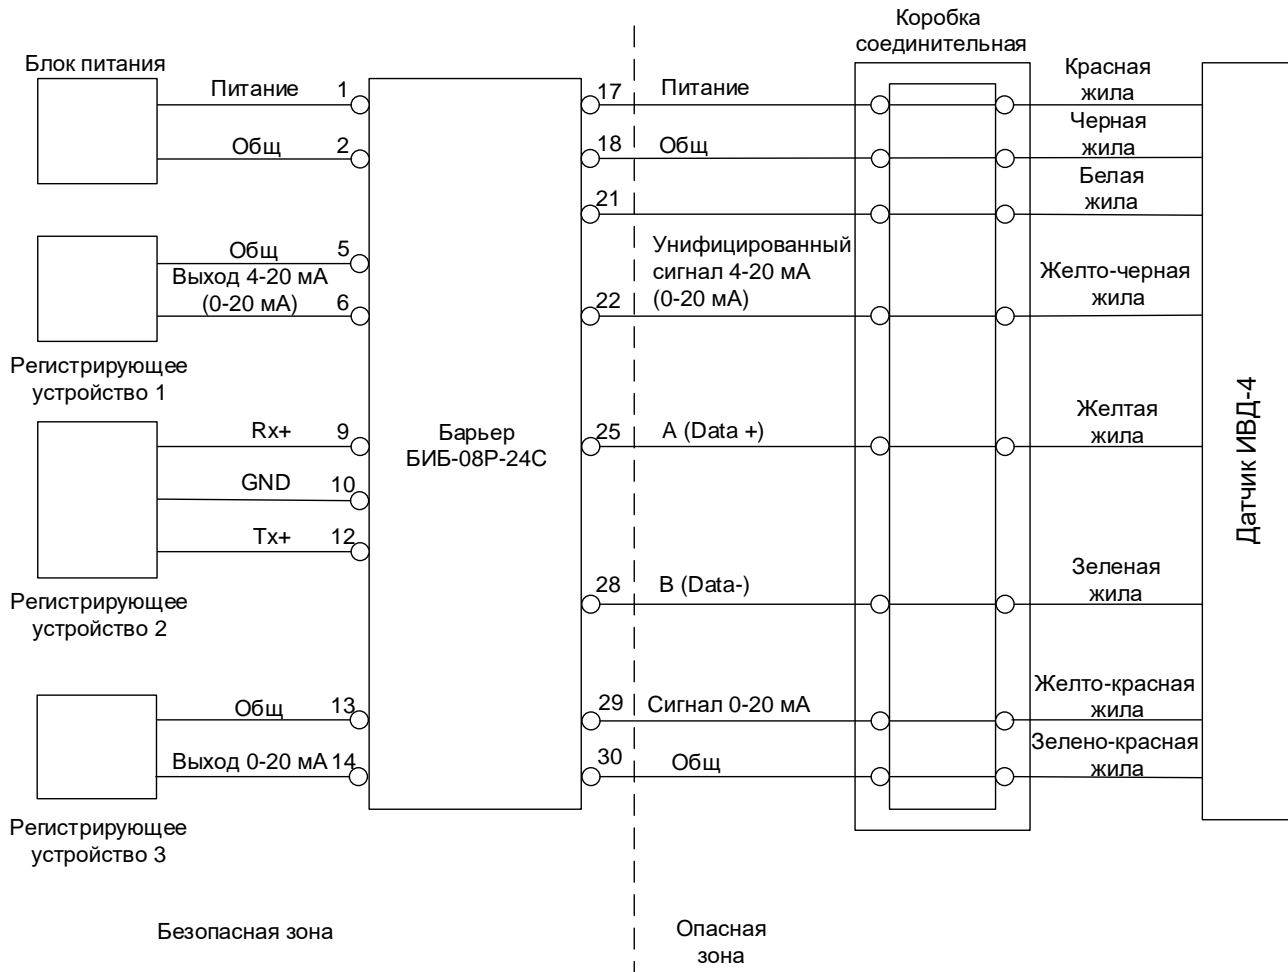 Коробка
соединительная
Блок питания
Питание 1
Общ 2
Общ 5
Выход 4-20 мА
(0-20 мА) 6
Регистрирующее
устройство 1
Rx+ 9
GND 10
Tx+ 12
Регистрирующее
устройство 2
Общ 13
Выход 0-20 мА 14
Регистрирующее
устройство 3
Барьер
БИБ-08Р-24С
17 Питание
18 Общ
21
Унифицированный
сигнал 4-20 мА
22 (0-20 мА)
25 A (Data +)
28 B (Data-)
29 Сигнал 0-20 мА
30 Общ
Красная
жила
Черная
жила
Белая
жила
Желто-черная
жила
Желтая
жила
Зеленая
жила
Желто-красная
жила
Зелено-красная
жила
Датчик ИВД-4
Безопасная зона
Опасная
зона